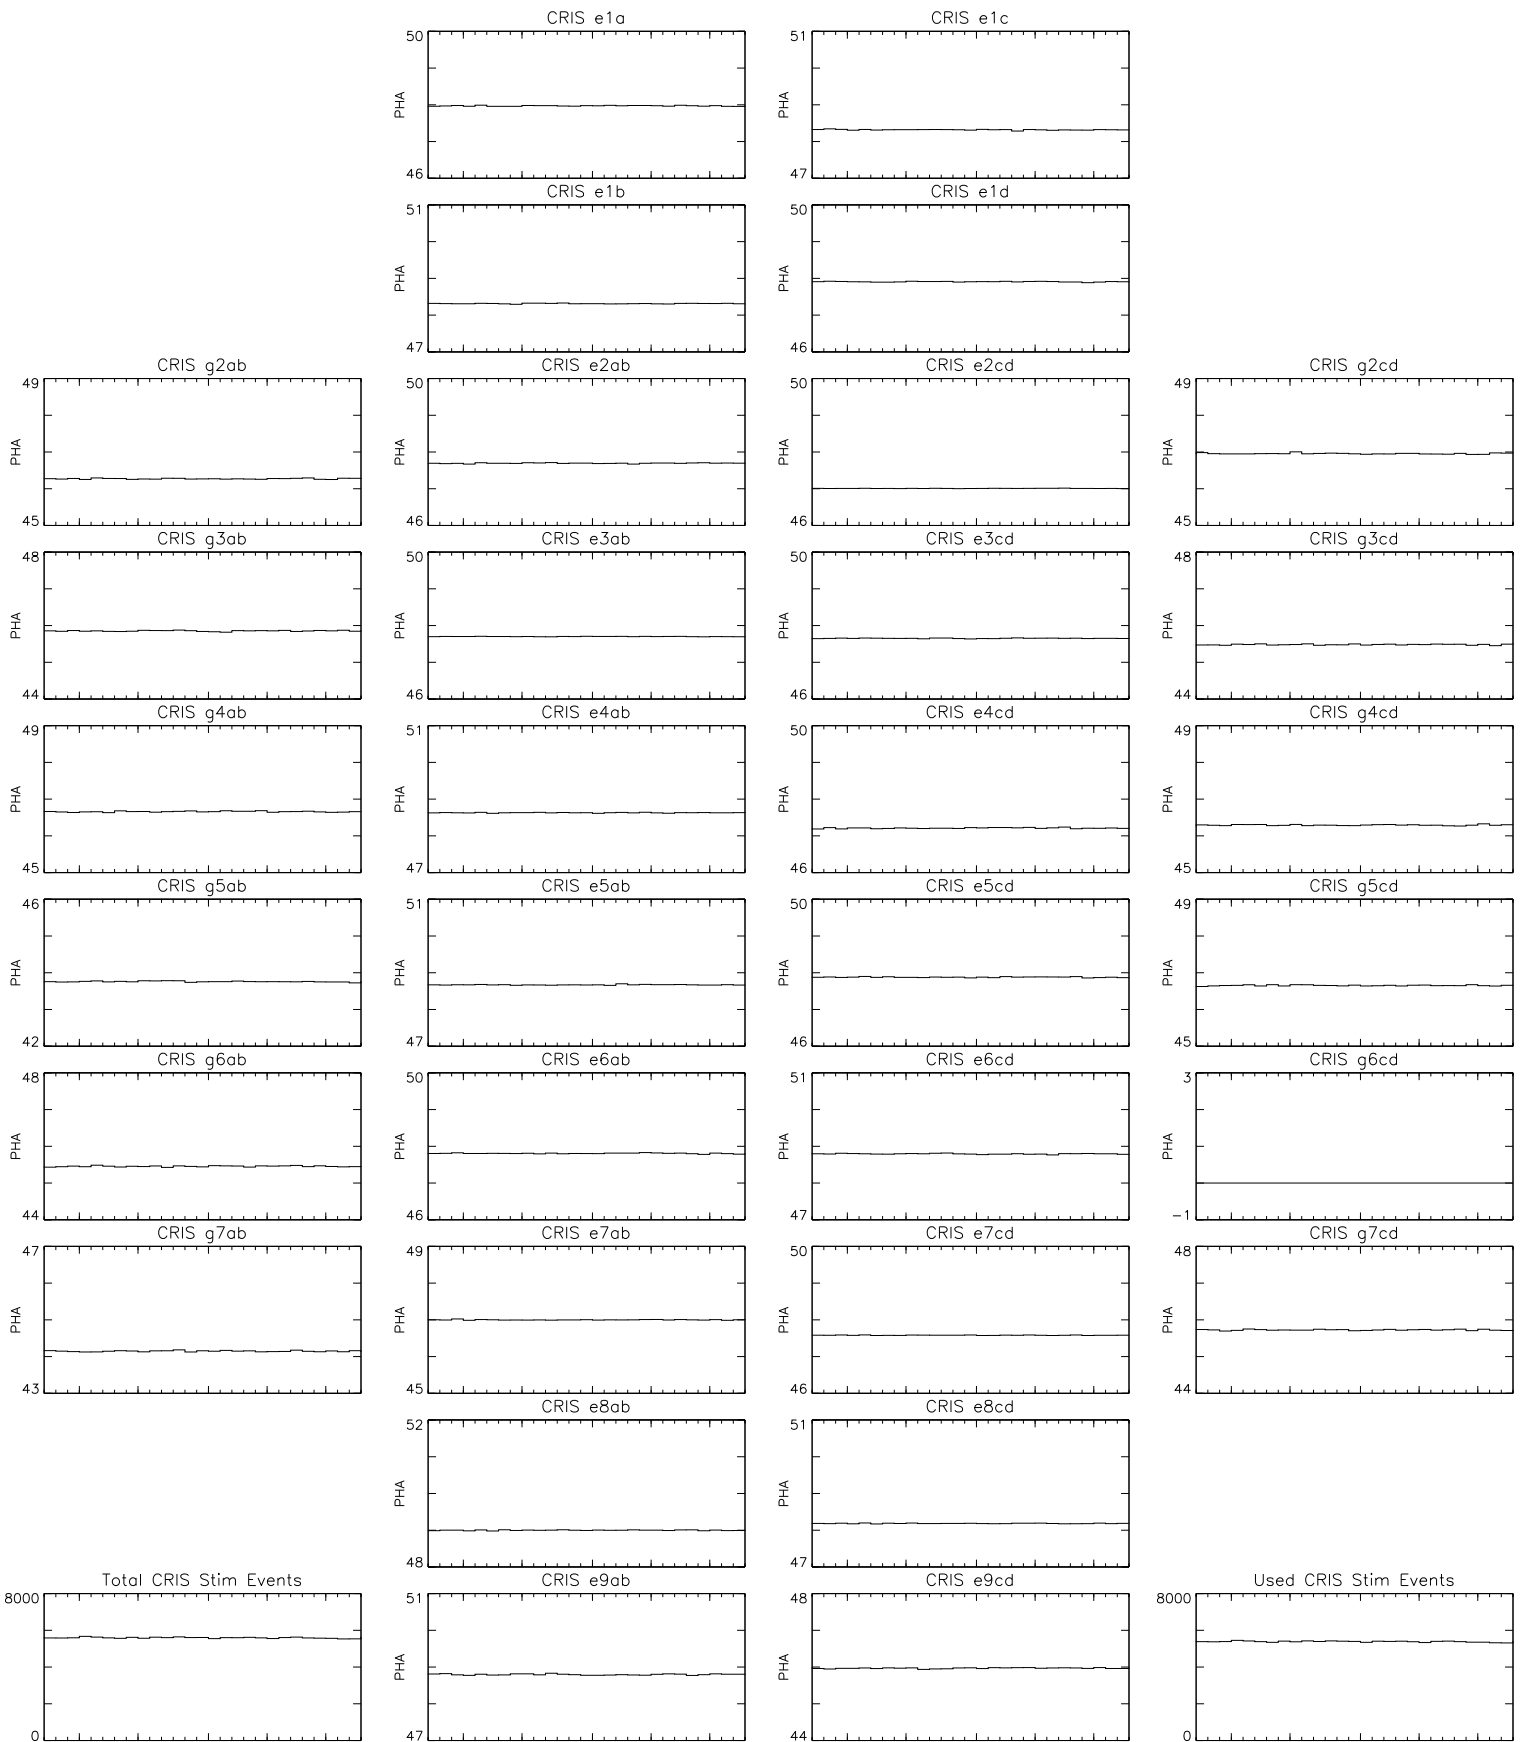 CRIS e1a
50
PHA
46
CRIS e1c
51
PHA
47
CRIS e1b
51
PHA
47
CRIS e1d
50
PHA
46
CRIS g2ab
49
PHA
45
CRIS e2ab
50
PHA
46
CRIS e2cd
50
PHA
46
CRIS g2cd
49
PHA
45
CRIS g3ab
48
PHA
44
CRIS e3ab
50
PHA
46
CRIS e3cd
50
PHA
46
CRIS g3cd
48
PHA
44
CRIS g4ab
49
PHA
45
CRIS e4ab
51
PHA
47
CRIS e4cd
50
PHA
46
CRIS g4cd
49
PHA
45
CRIS g5ab
46
PHA
42
CRIS e5ab
51
PHA
47
CRIS e5cd
50
PHA
46
CRIS g5cd
49
PHA
45
CRIS g6ab
48
PHA
44
CRIS e6ab
50
PHA
46
CRIS e6cd
51
PHA
47
CRIS g6cd
3
PHA
-1
CRIS g7ab
47
PHA
43
CRIS e7ab
49
PHA
45
CRIS e7cd
50
PHA
46
CRIS g7cd
48
PHA
44
CRIS e8ab
52
PHA
48
CRIS e8cd
51
PHA
47
Total CRIS Stim Events
8000
0
CRIS e9ab
51
PHA
47
CRIS e9cd
48
PHA
44
Used CRIS Stim Events
8000
0